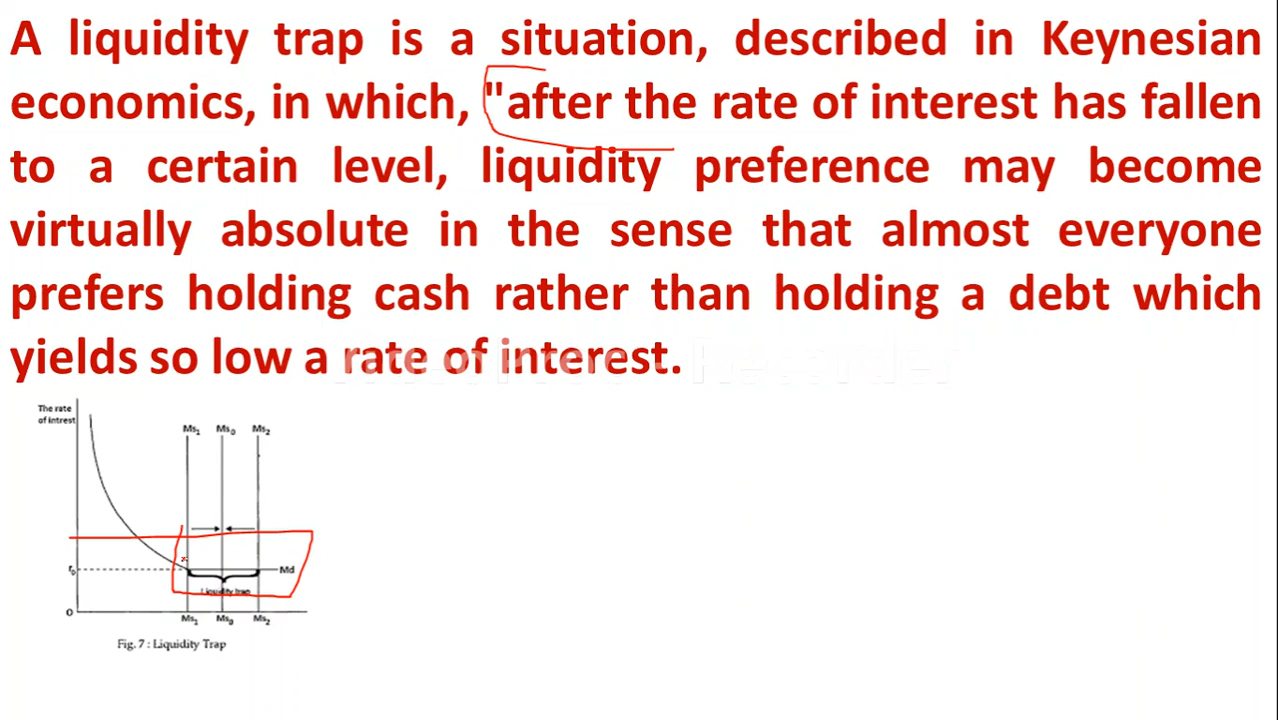 A liquidity trap is a situation, described in Keynesian
economics, in which, "after the rate of interest has fallen
to a certain level, liquidity preference may become
virtually absolute in the sense that almost everyone
prefers holding cash rather than holding a debt which
yields so low a rate of interest.
Recorder
The rate
of intrest
Ms₁ Ms₀ Ms₂
r₀
Md
Liquidity trap
O
Ms₁ Ms₀ Ms₂
Fig. 7 : Liquidity Trap